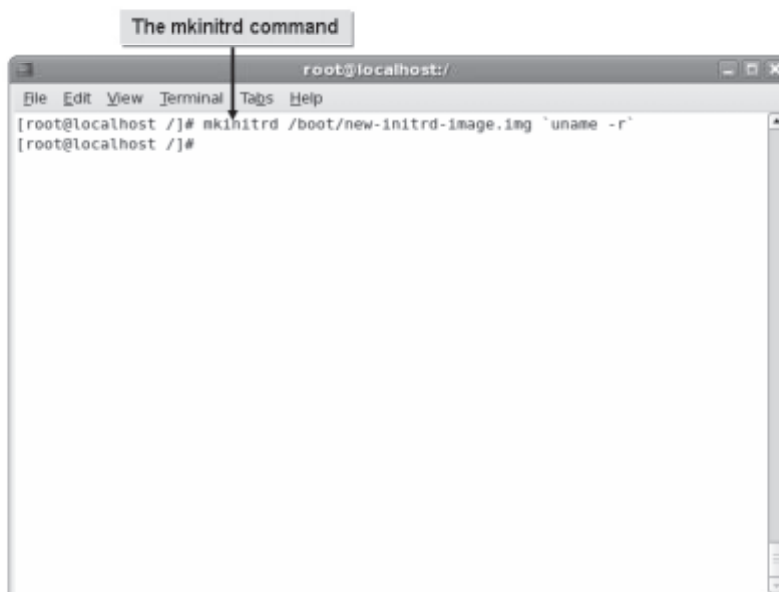 The mkinitrd command
root@localhost:/
File Edit View Terminal Tabs Help
[root@localhost /]# mkinitrd /boot/new-initrd-image.img `uname -r`
[root@localhost /]#